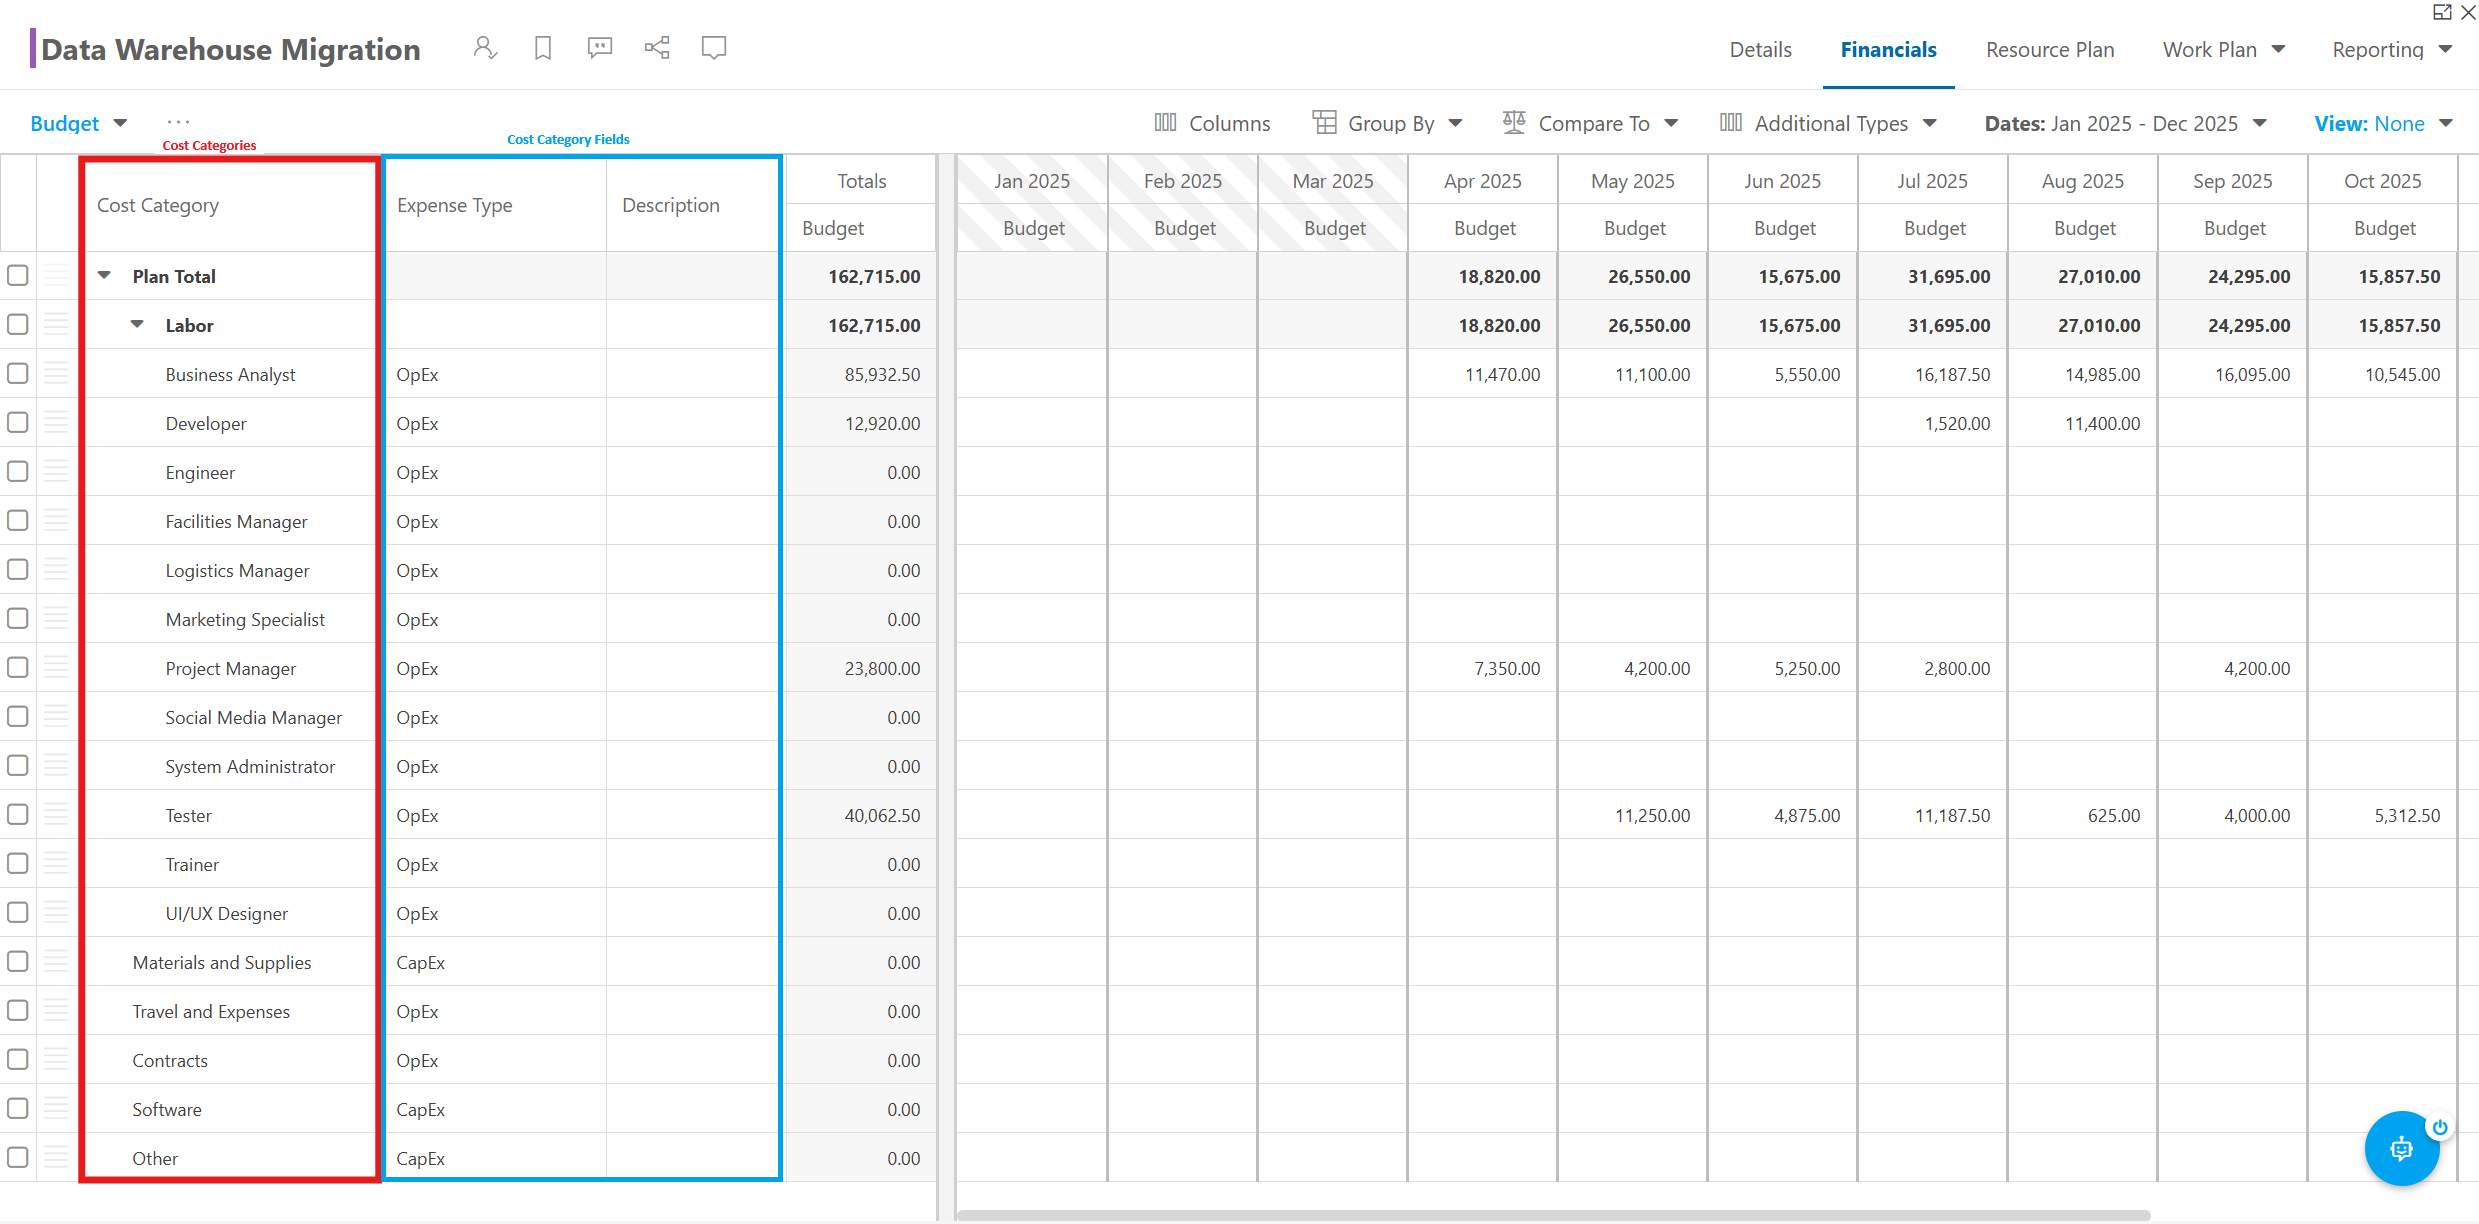 Data Warehouse Migration
Details Financials Resource Plan Work Plan Reporting
Budget ...
Columns Group By Compare To Additional Types Dates: Jan 2025 - Dec 2025 View: None
Cost Categories Cost Category Fields
Cost Category Expense Type Description Totals Jan 2025 Feb 2025 Mar 2025 Apr 2025 May 2025 Jun 2025 Jul 2025 Aug 2025 Sep 2025 Oct 2025
Budget Budget Budget Budget Budget Budget Budget Budget Budget Budget Budget
Plan Total 162,715.00 18,820.00 26,550.00 15,675.00 31,695.00 27,010.00 24,295.00 15,857.50
Labor 162,715.00 18,820.00 26,550.00 15,675.00 31,695.00 27,010.00 24,295.00 15,857.50
Business Analyst OpEx 85,932.50 11,470.00 11,100.00 5,550.00 16,187.50 14,985.00 16,095.00 10,545.00
Developer OpEx 12,920.00 1,520.00 11,400.00
Engineer OpEx 0.00
Facilities Manager OpEx 0.00
Logistics Manager OpEx 0.00
Marketing Specialist OpEx 0.00
Project Manager OpEx 23,800.00 7,350.00 4,200.00 5,250.00 2,800.00 4,200.00
Social Media Manager OpEx 0.00
System Administrator OpEx 0.00
Tester OpEx 40,062.50 11,250.00 4,875.00 11,187.50 625.00 4,000.00 5,312.50
Trainer OpEx 0.00
UI/UX Designer OpEx 0.00
Materials and Supplies CapEx 0.00
Travel and Expenses OpEx 0.00
Contracts OpEx 0.00
Software CapEx 0.00
Other CapEx 0.00